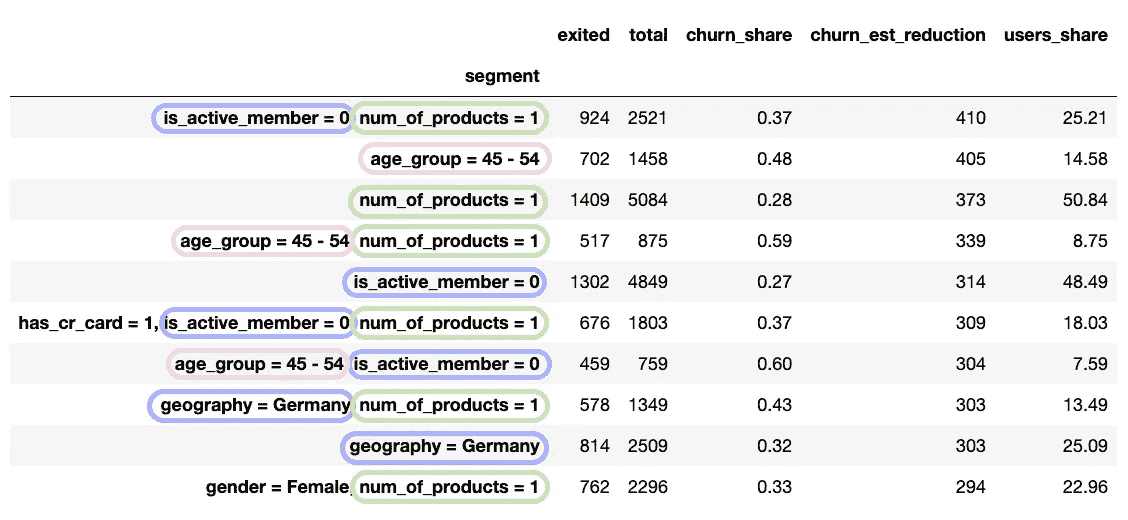 exited total churn_share churn_est_reduction users_share
segment
is_active_member = 0 num_of_products = 1 924 2521 0.37 410 25.21
age_group = 45 - 54 702 1458 0.48 405 14.58
num_of_products = 1 1409 5084 0.28 373 50.84
age_group = 45 - 54 num_of_products = 1 517 875 0.59 339 8.75
is_active_member = 0 1302 4849 0.27 314 48.49
has_cr_card = 1, is_active_member = 0 num_of_products = 1 676 1803 0.37 309 18.03
age_group = 45 - 54 is_active_member = 0 459 759 0.60 304 7.59
geography = Germany num_of_products = 1 578 1349 0.43 303 13.49
geography = Germany 814 2509 0.32 303 25.09
gender = Female, num_of_products = 1 762 2296 0.33 294 22.96